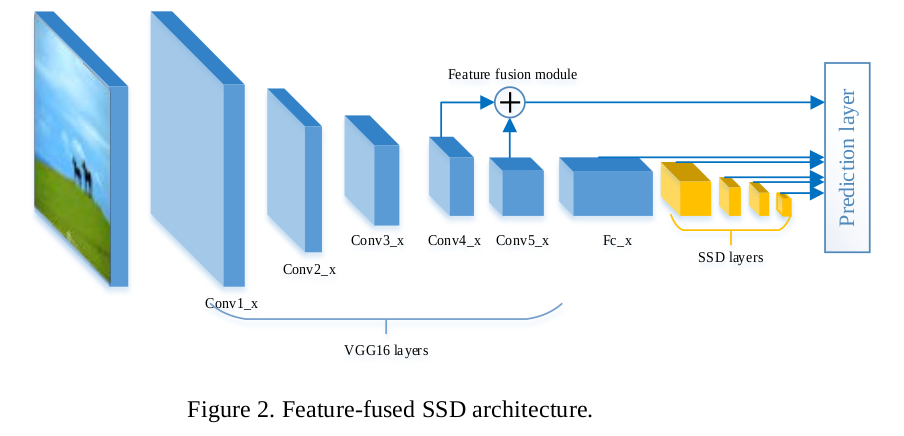 Feature fusion module
Prediction layer
Conv1_x
Conv2_x
Conv3_x
Conv4_x
Conv5_x
Fc_x
SSD layers
VGG16 layers
Figure 2. Feature-fused SSD architecture.